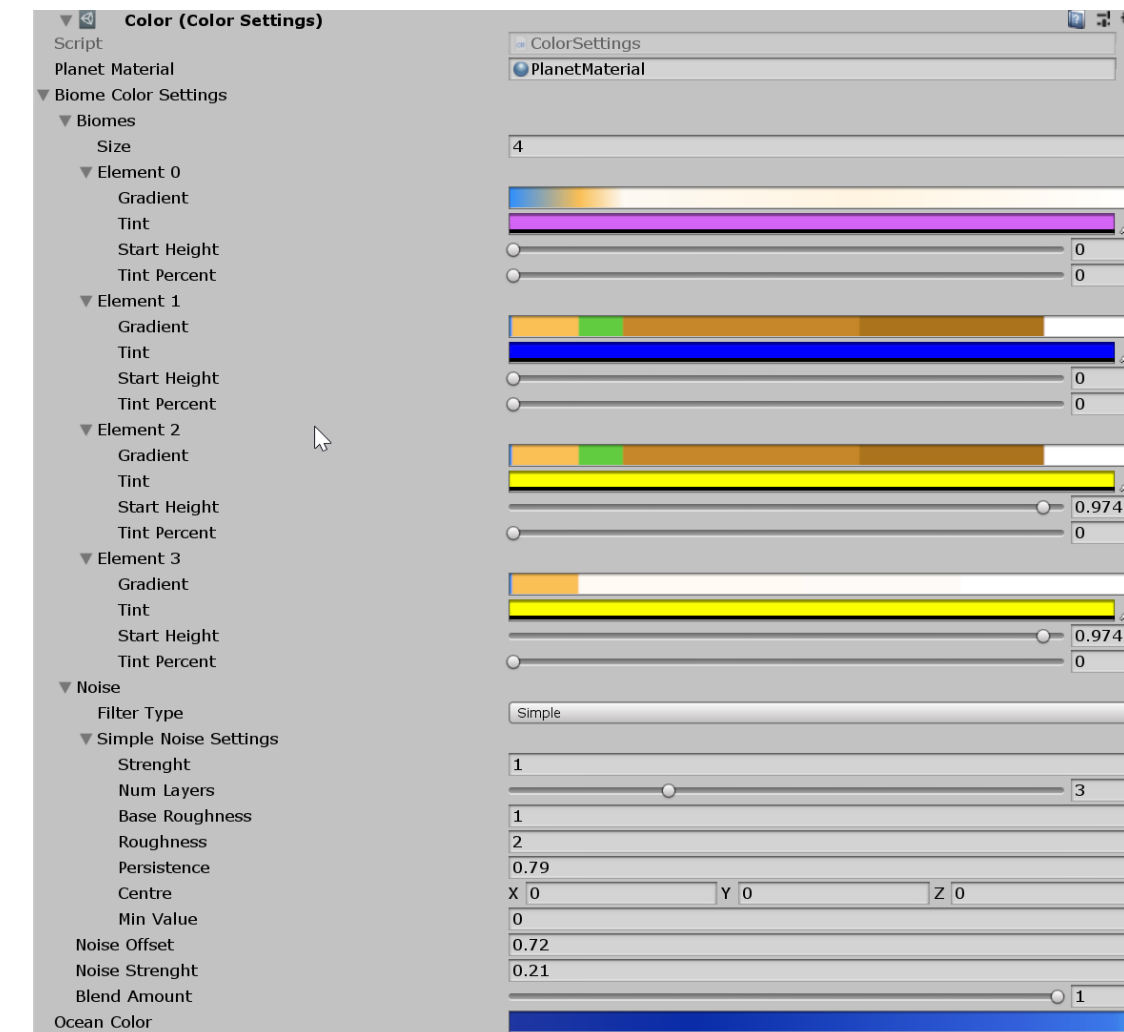 Color (Color Settings)
Script ColorSettings
Planet Material PlanetMaterial
Biome Color Settings
Biomes
Size 4
Element 0
Gradient
Tint
Start Height 0
Tint Percent 0
Element 1
Gradient
Tint
Start Height 0
Tint Percent 0
Element 2
Gradient
Tint
Start Height 0.974
Tint Percent 0
Element 3
Gradient
Tint
Start Height 0.974
Tint Percent 0
Noise
Filter Type Simple
Simple Noise Settings
Strenght 1
Num Layers 3
Base Roughness 1
Roughness 2
Persistence 0.79
Centre X 0 Y 0 Z 0
Min Value 0
Noise Offset 0.72
Noise Strenght 0.21
Blend Amount 1
Ocean Color